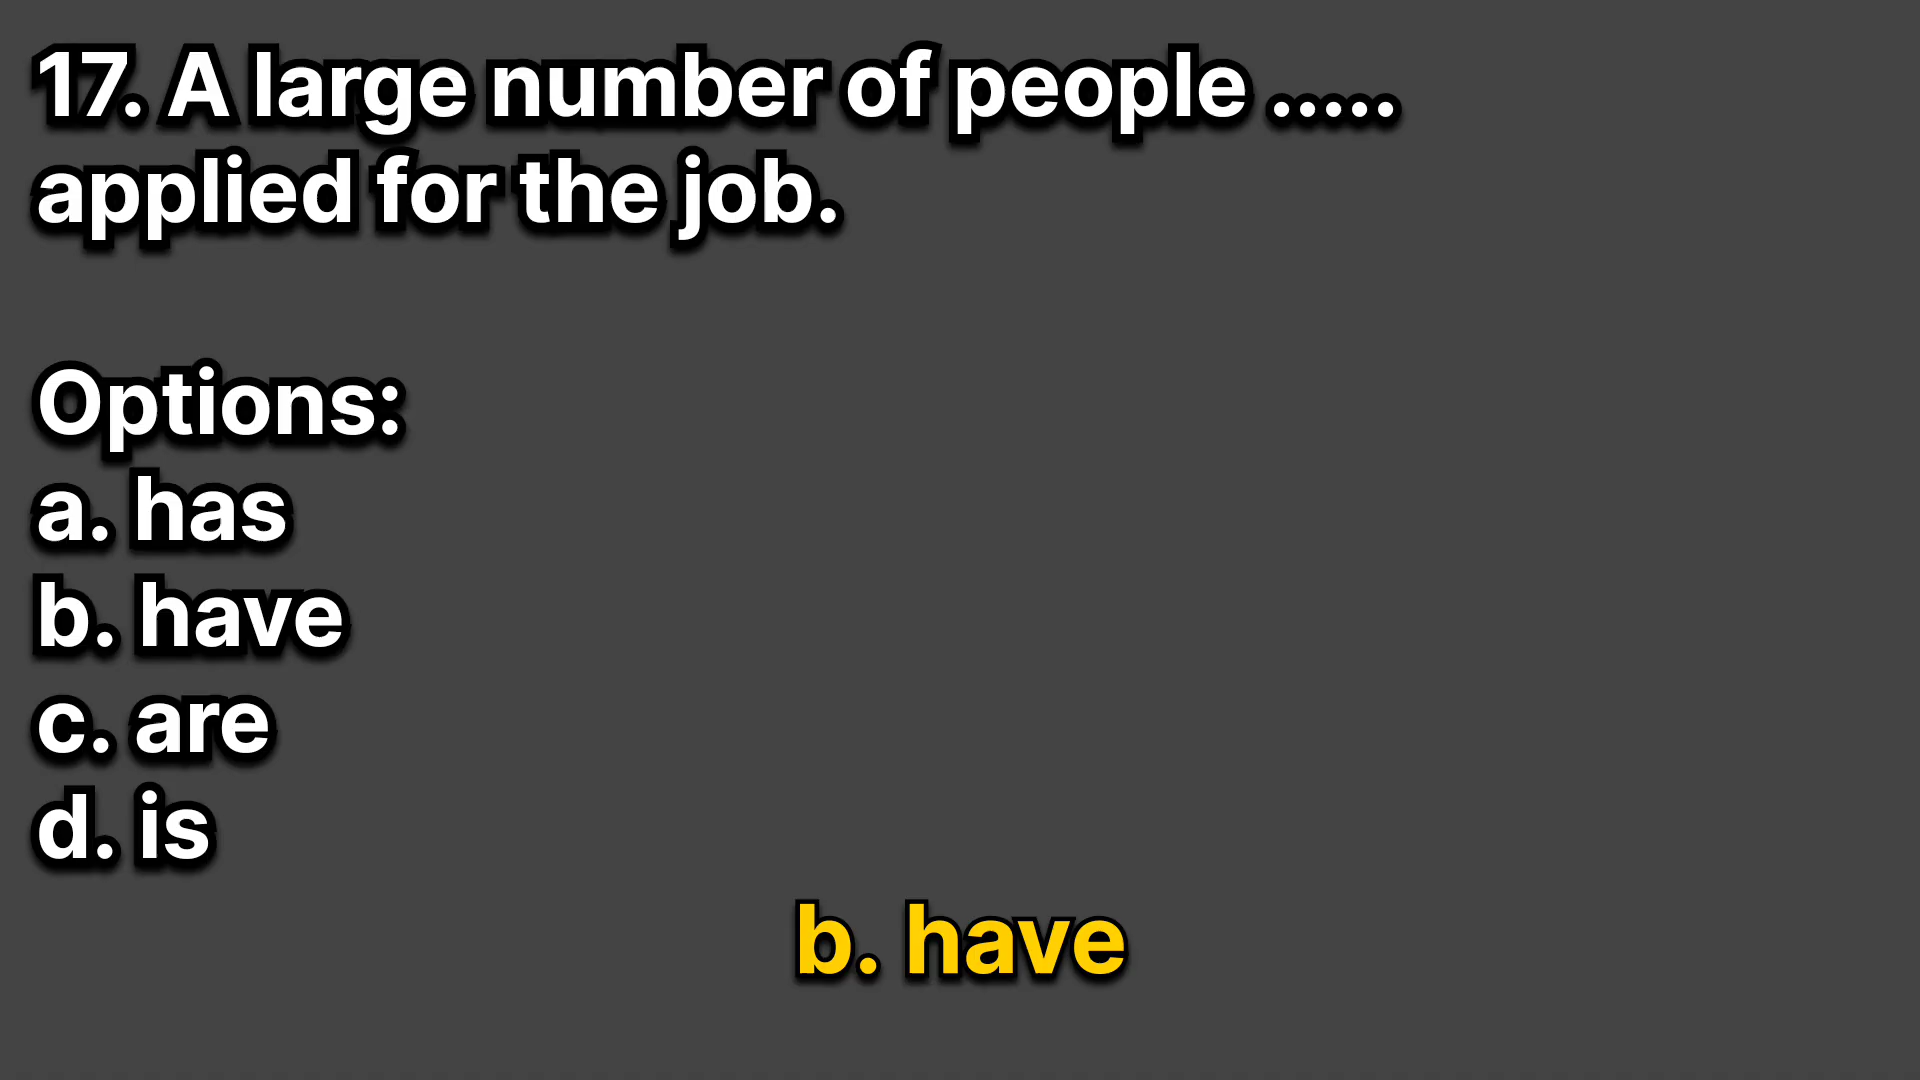 17. A large number of people .....
applied for the job.
Options:
a. has
b. have
c. are
d. is
b. have